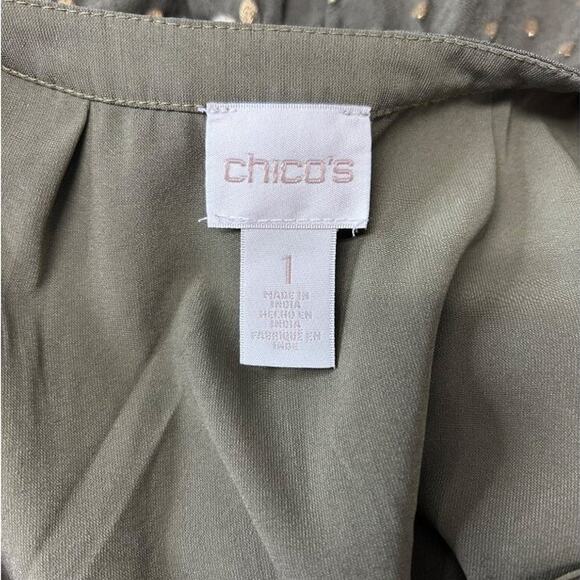 chico's
1
MADE IN
INDIA
HECHO EN
INDIA
FABRIQUÉ EN
INDE